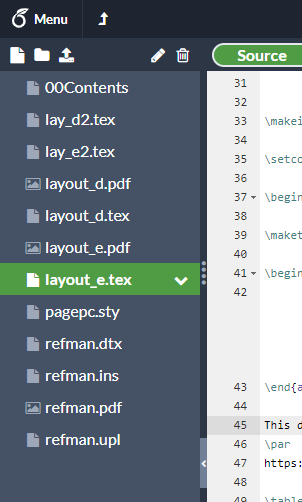 Menu
Source
00Contents
lay_d2.tex
lay_e2.tex
layout_d.pdf
layout_d.tex
layout_e.pdf
layout_e.tex
pagepc.sty
refman.dtx
refman.ins
refman.pdf
refman.upl
31
32
33 \makei
34
35 \setco
36
37 \begin
38
39 \maket
40
41 \begin
42
43 \end{a
44
45 This d
46 \par
47 https:
48
49 \table